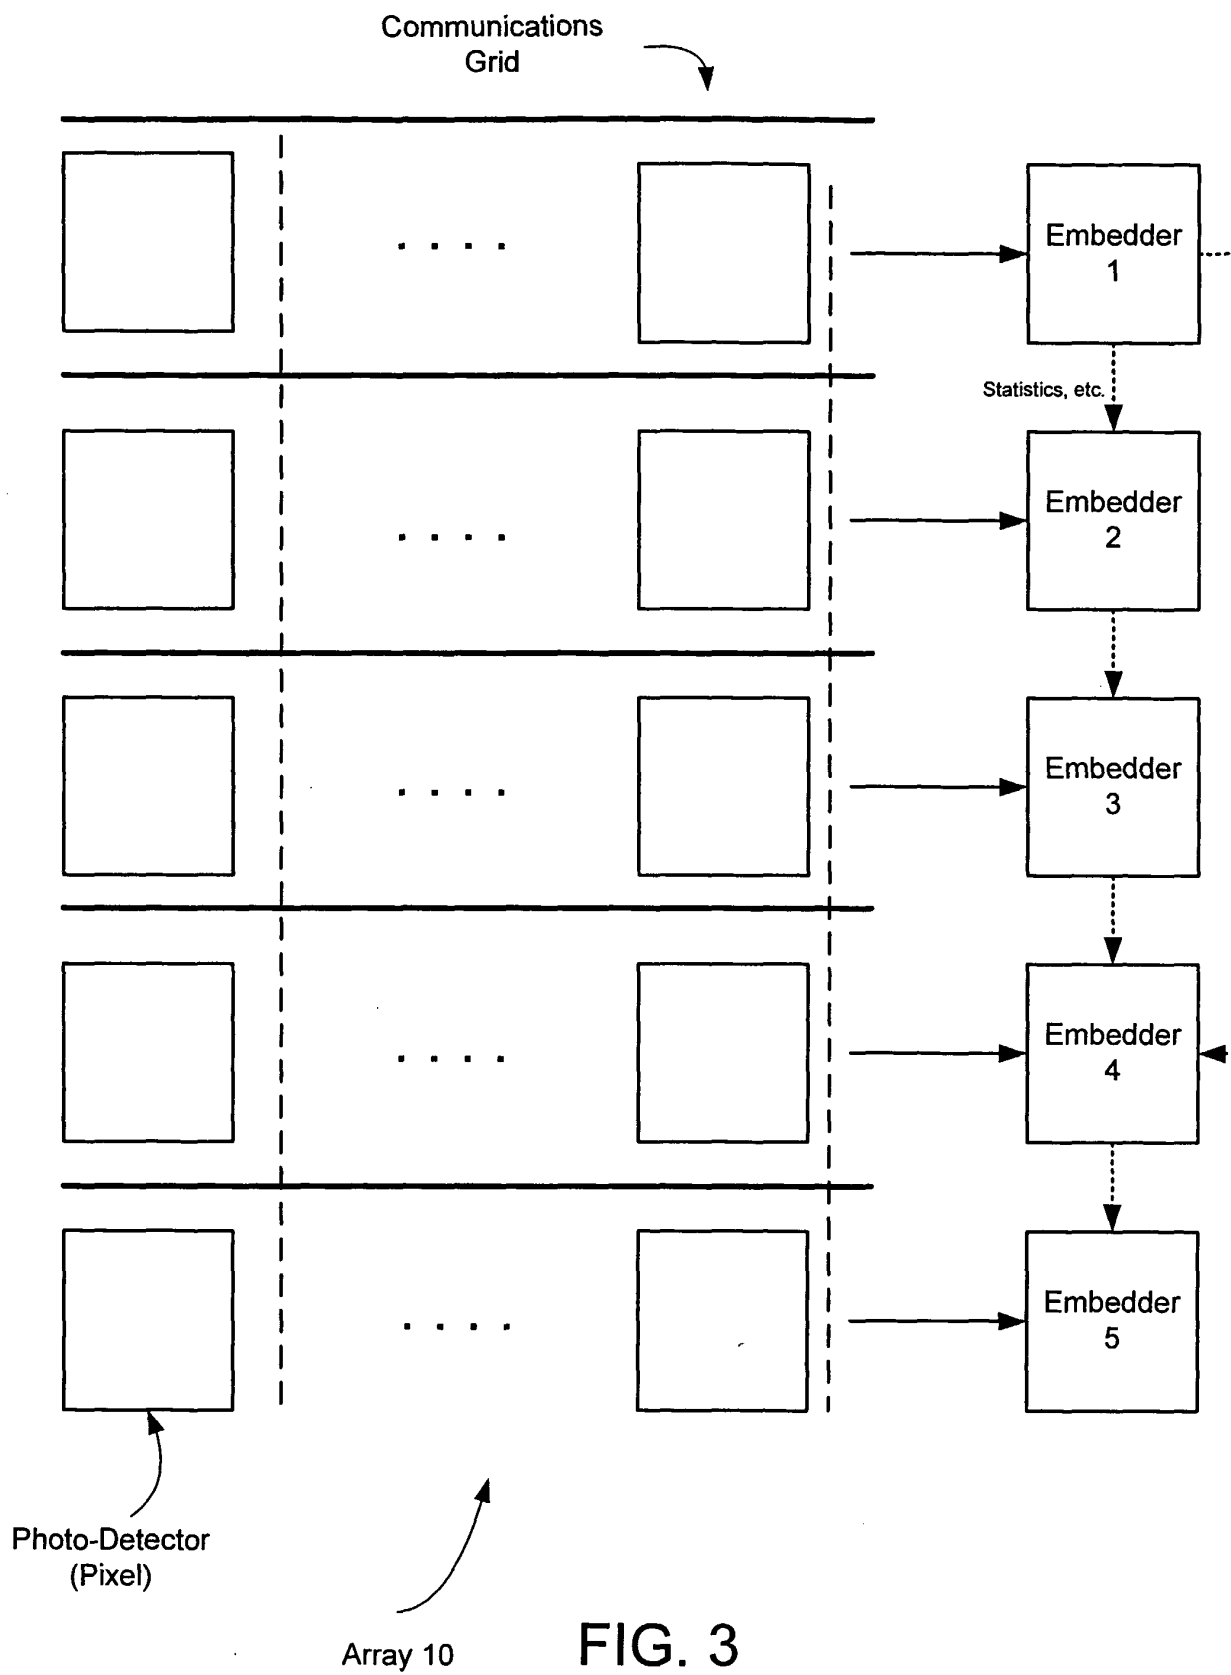 Communications
Grid
Embedder
1
Statistics, etc.
Embedder
2
Embedder
3
Embedder
4
Embedder
5
Photo-Detector
(Pixel)
Array 10
FIG. 3